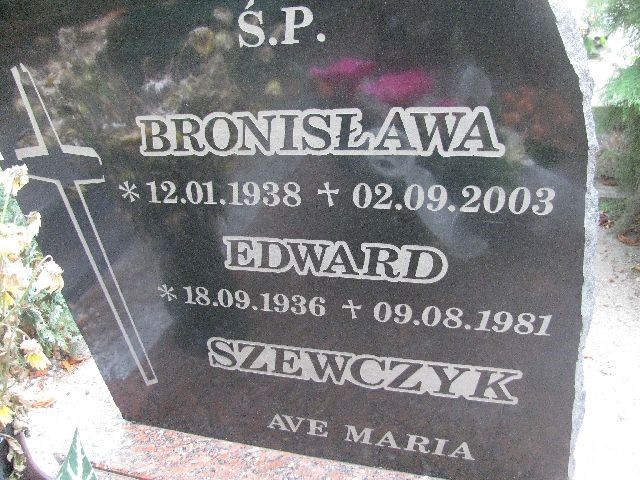 Ś.P.
BRONISŁAWA
* 12.01.1938 + 02.09.2003
EDWARD
* 18.09.1936 + 09.08.1981
SZEWCZYK
AVE MARIA